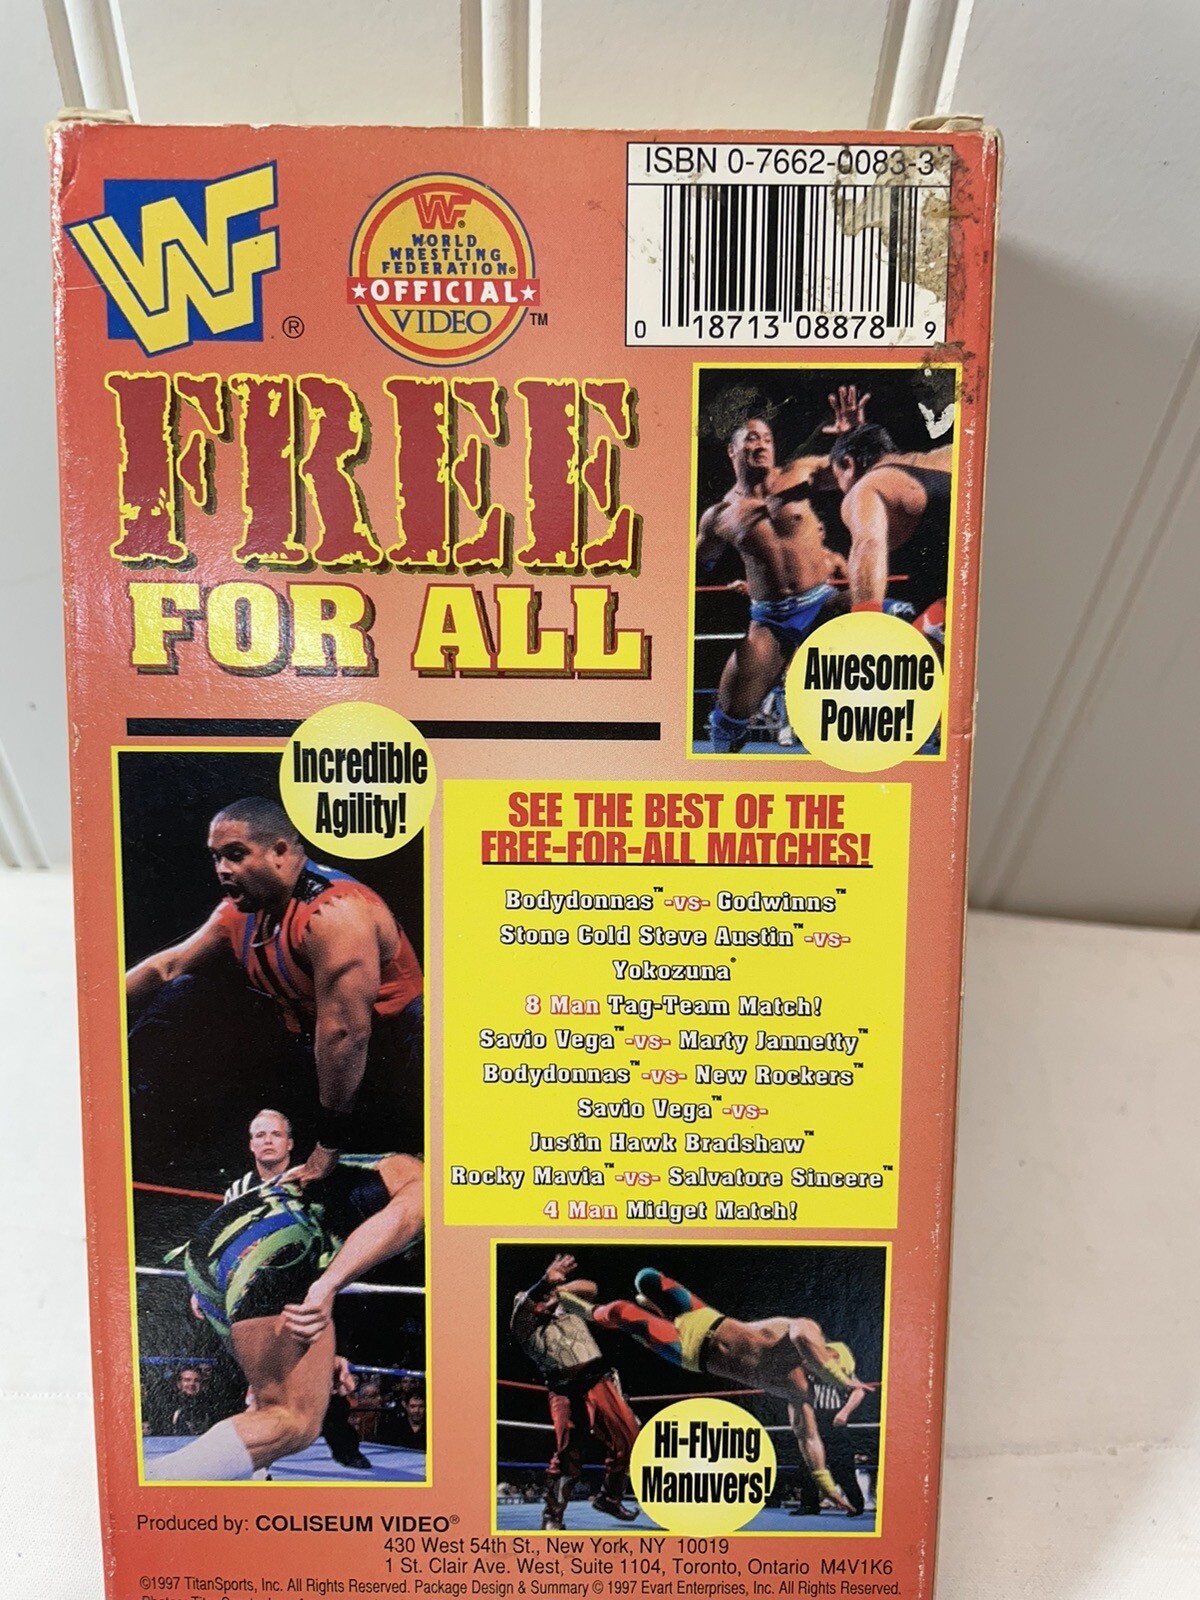 WF
®
WF®
WORLD
WRESTLING
FEDERATION®
★OFFICIAL★
VIDEO
TM
ISBN 0-7662-0083-3
0 18713 08878 9
FREE
FOR ALL
Awesome
Power!
Incredible
Agility!
SEE THE BEST OF THE
FREE-FOR-ALL MATCHES!
Bodydonnas™ -vs- Godwinns™
Stone Cold Steve Austin™ -vs-
Yokozuna®
8 Man Tag-Team Match!
Savio Vega™ -vs- Marty Jannetty™
Bodydonnas™ -vs- New Rockers™
Savio Vega™ -vs-
Justin Hawk Bradshaw™
Rocky Mavia™ -vs- Salvatore Sincere™
4 Man Midget Match!
Hi-Flying
Manuvers!
Produced by: COLISEUM VIDEO®
430 West 54th St., New York, NY 10019
1 St. Clair Ave. West, Suite 1104, Toronto, Ontario M4V1K6
©1997 TitanSports, Inc. All Rights Reserved. Package Design & Summary © 1997 Evart Enterprises, Inc. All Rights Reserved.